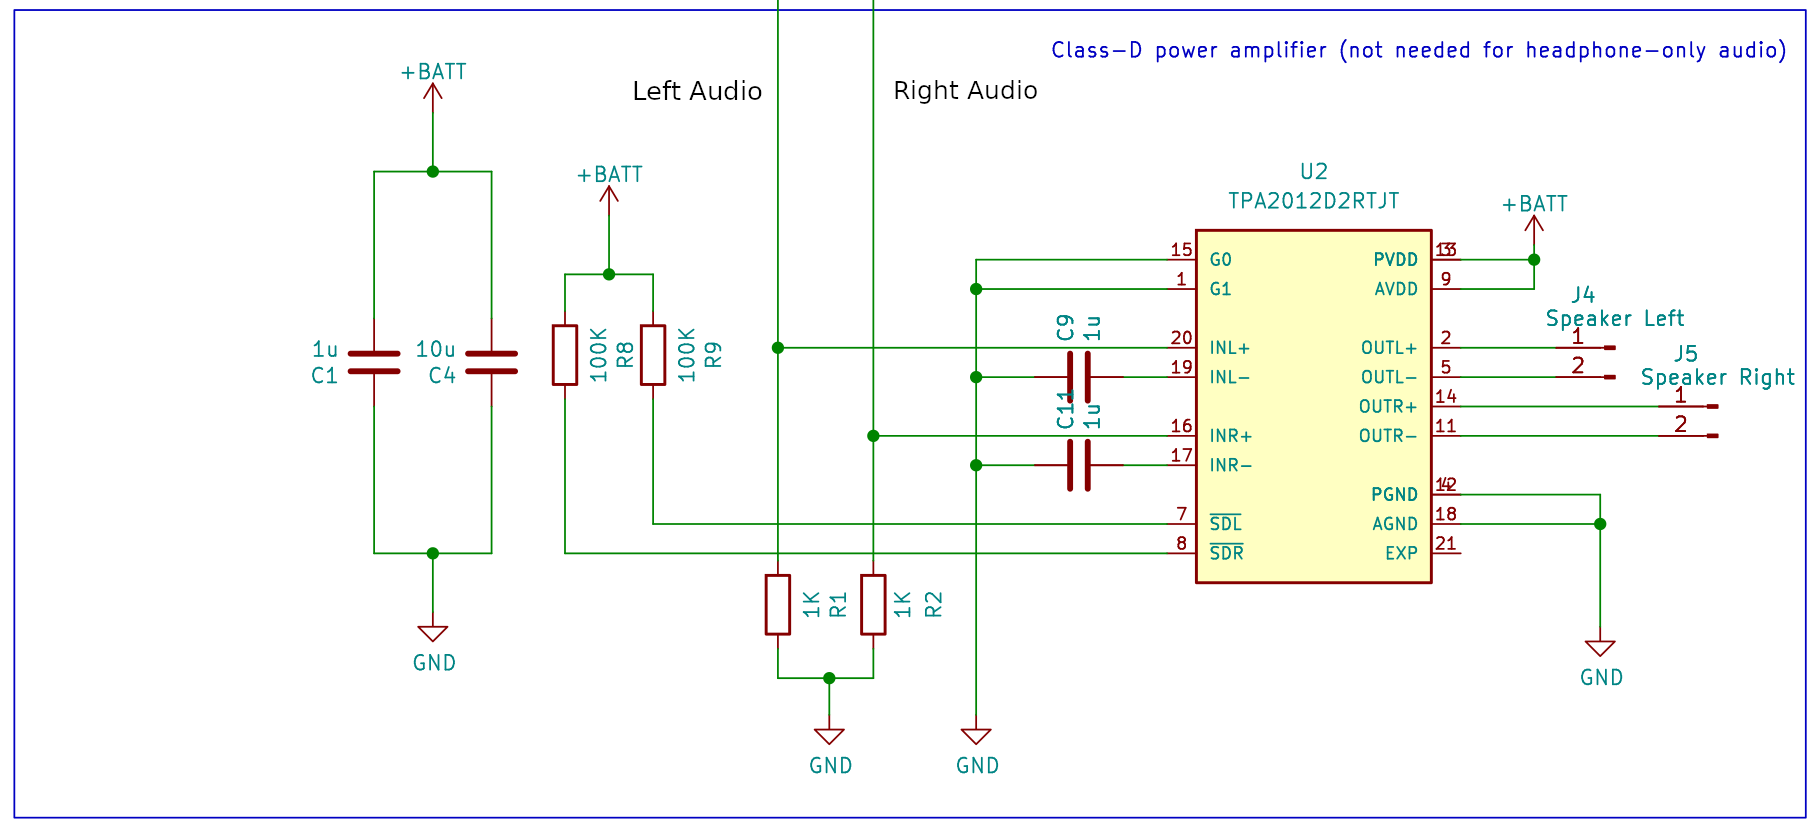 Class-D power amplifier (not needed for headphone-only audio)
+BATT
Left Audio
Right Audio
+BATT
U2
TPA2012D2RTJT
+BATT
15 G0
1 G1
20 INL+
19 INL-
16 INR+
17 INR-
7 SDL
8 SDR
PVDD
AVDD 9
OUTL+ 2
OUTL- 5
OUTR+ 14
OUTR- 11
PGND
AGND 18
EXP 21
J4
Speaker Left
1
2
J5
Speaker Right
1
2
C9
1u
C11
1u
1u
C1
10u
C4
100K
R8
100K
R9
1K
R1
1K
R2
GND
GND
GND
GND